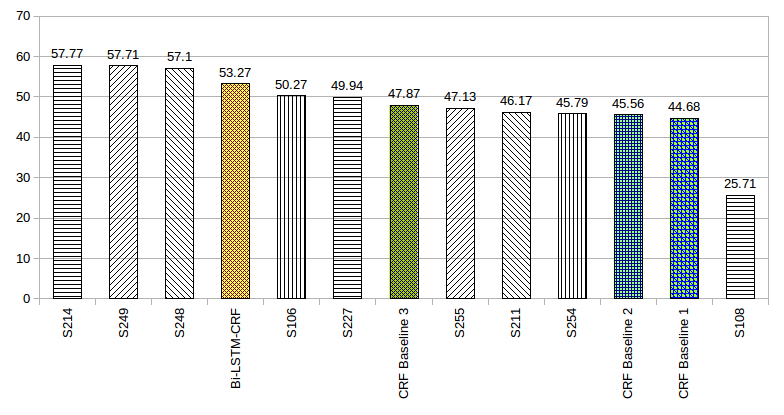 70
60
50
40
30
20
10
0
57.77
57.71
57.1
53.27
50.27
49.94
47.87
47.13
46.17
45.79
45.56
44.68
25.71
S214
S249
S248
Bi-LSTM-CRF
S106
S227
CRF Baseline 3
S255
S211
S254
CRF Baseline 2
CRF Baseline 1
S108